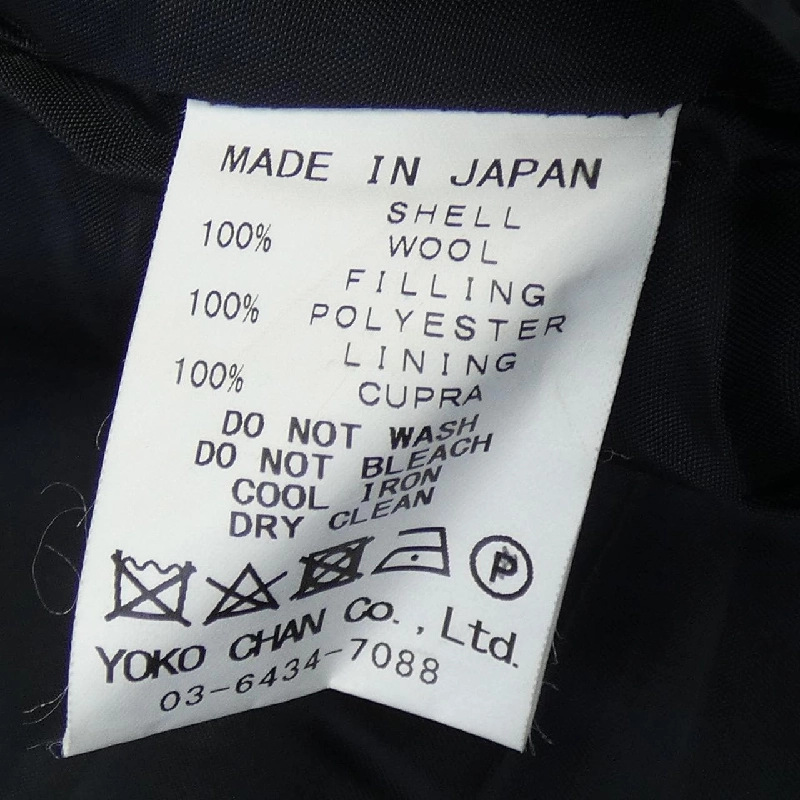 MADE IN JAPAN
SHELL
100% WOOL
FILLING
100% POLYESTER
LINING
100% CUPRA
DO NOT WASH
DO NOT BLEACH
COOL IRON
DRY CLEAN
P
YOKO CHAN Co., Ltd.
03-6434-7088